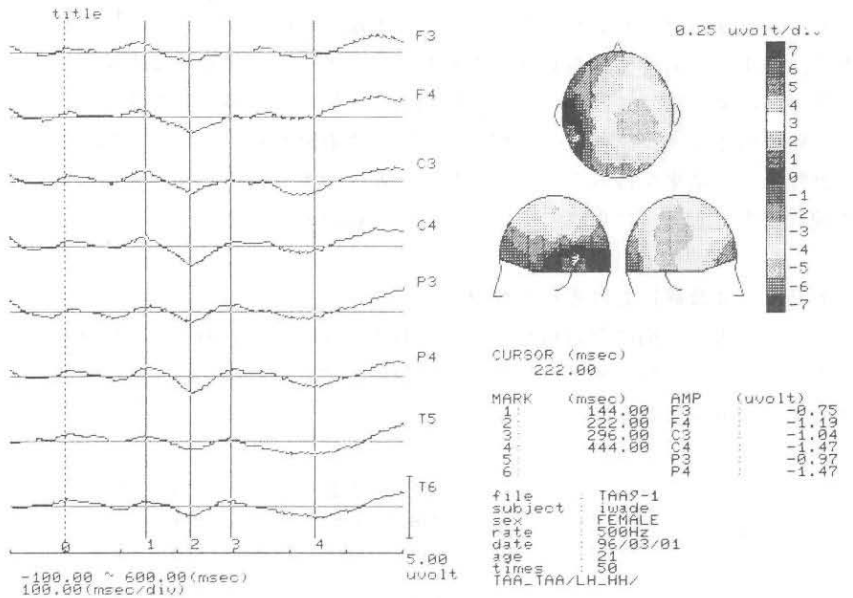 title
F3
F4
C3
C4
P3
P4
T5
T6
0 1 2 3 4
5.00
uvolt
-100.00 ~ 600.00(msec)
100.00(msec/div)
0.25 uvolt/d
7
6
5
4
3
2
1
0
-1
-2
-3
-4
-5
-6
-7
CURSOR (msec)
222.00
MARK (msec) AMP (uvolt)
1: 144.00 F3 : -0.75
2: 222.00 F4 : -1.19
3: 296.00 C3 : -1.04
4: 444.00 C4 : -1.47
5: P3 : -0.97
6: P4 : -1.47
file : TAA9-1
subject : iwade
sex : FEMALE
rate : 500Hz
date : 96/03/01
age : 21
times : 50
TAA_TAA/LH_HH/